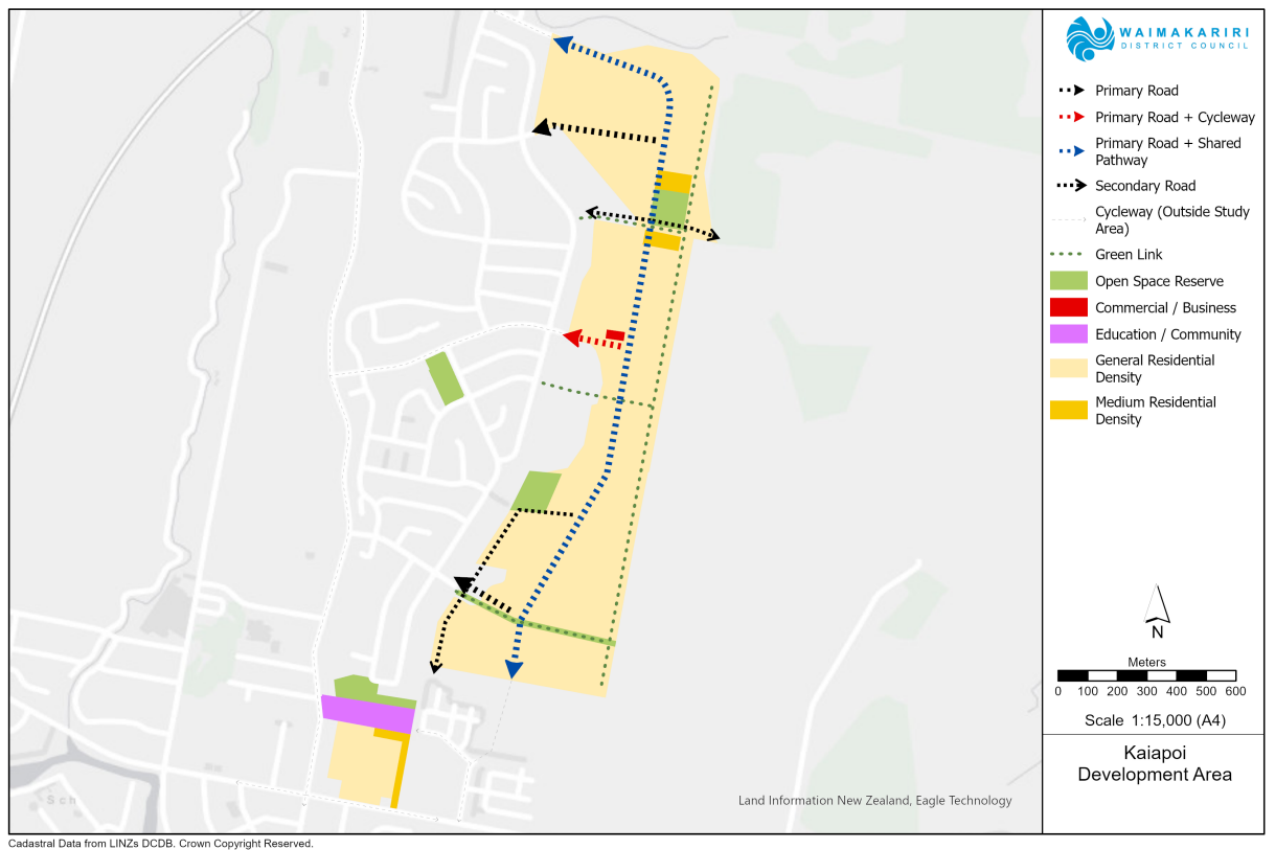 WAIMAKARIRI
DISTRICT COUNCIL
Primary Road
Primary Road + Cycleway
Primary Road + Shared
Pathway
Secondary Road
Cycleway (Outside Study
Area)
Green Link
Open Space Reserve
Commercial / Business
Education / Community
General Residential
Density
Medium Residential
Density
N
Meters
0 100 200 300 400 500 600
Scale 1:15,000 (A4)
Kaiapoi
Development Area
Sch
Land Information New Zealand, Eagle Technology
Cadastral Data from LINZs DCDB. Crown Copyright Reserved.